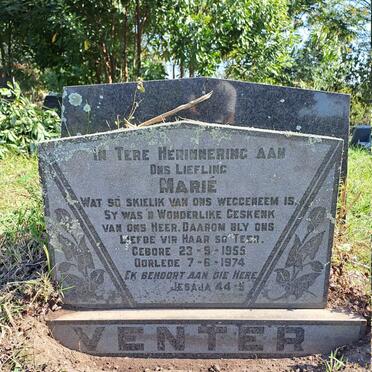 IN TERE HERINNERING AAN
ONS LIEFLING
MARIÉ
WAT SO SKIELIK VAN ONS WEGGENEEM IS.
SY WAS 'N WONDERLIKE GESKENK
VAN ONS HEER. DAAROM BLY ONS
LIEFDE VIR HAAR SO TEER.
GEBORE 23-9-1955
OORLEDE 7-6-1974
EK BEHOORT AAN DIE HERE
JESAJA 44-5
VENTER